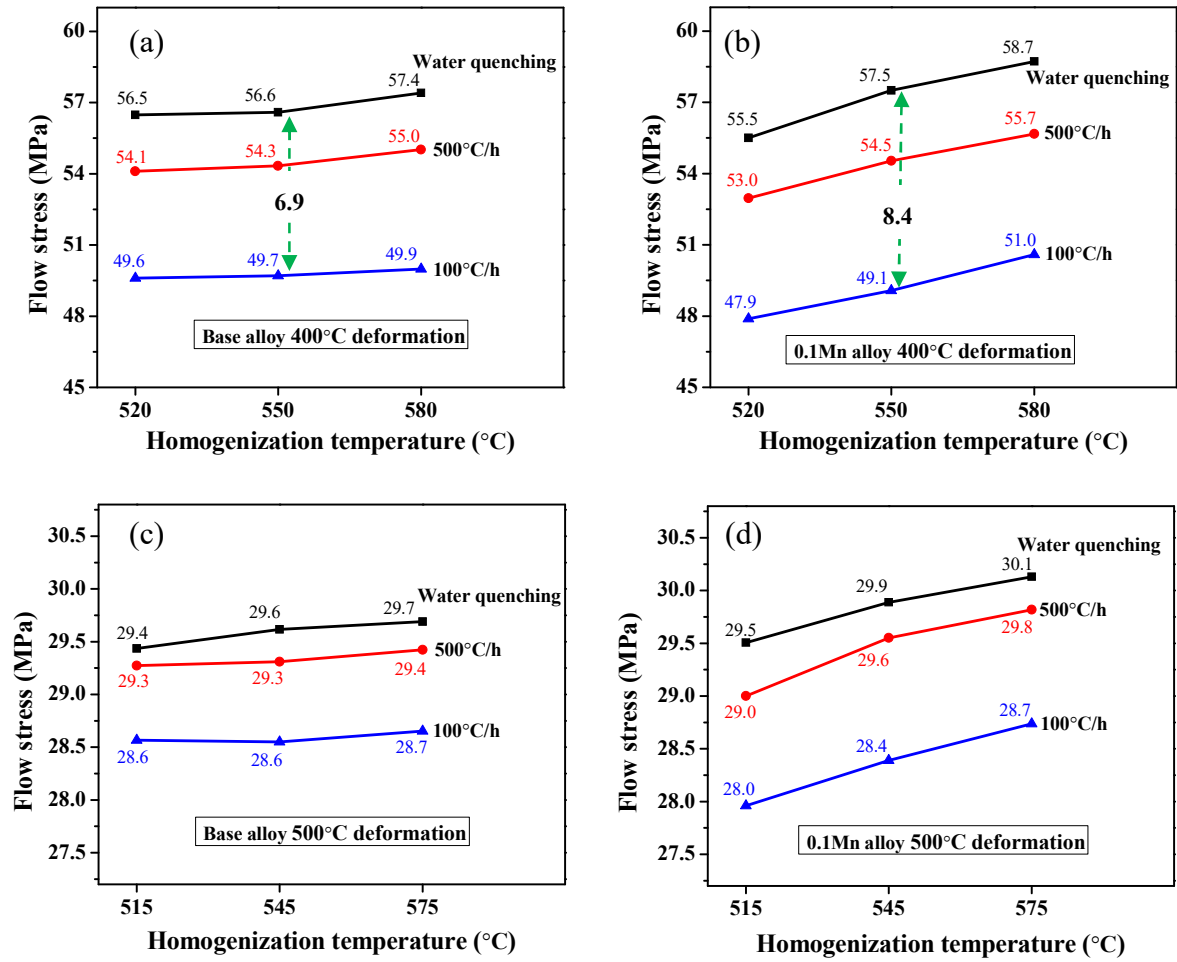 (a)
60
57
54
51
48
45
Flow stress (MPa)
Water quenching
56.5
56.6
57.4
500°C/h
54.1
54.3
55.0
6.9
100°C/h
49.6
49.7
49.9
Base alloy 400°C deformation
520
550
580
Homogenization temperature (°C)
(b)
60
57
54
51
48
45
Flow stress (MPa)
Water quenching
55.5
57.5
58.7
500°C/h
53.0
54.5
55.7
8.4
100°C/h
47.9
49.1
51.0
0.1Mn alloy 400°C deformation
520
550
580
Homogenization temperature (°C)
(c)
30.5
30.0
29.5
29.0
28.5
28.0
27.5
Flow stress (MPa)
Water quenching
29.4
29.6
29.7
500°C/h
29.3
29.3
29.4
100°C/h
28.6
28.6
28.7
Base alloy 500°C deformation
515
545
575
Homogenization temperature (°C)
(d)
30.5
30.0
29.5
29.0
28.5
28.0
27.5
Flow stress (MPa)
Water quenching
29.5
29.9
30.1
500°C/h
29.0
29.6
29.8
100°C/h
28.0
28.4
28.7
0.1Mn alloy 500°C deformation
515
545
575
Homogenization temperature (°C)